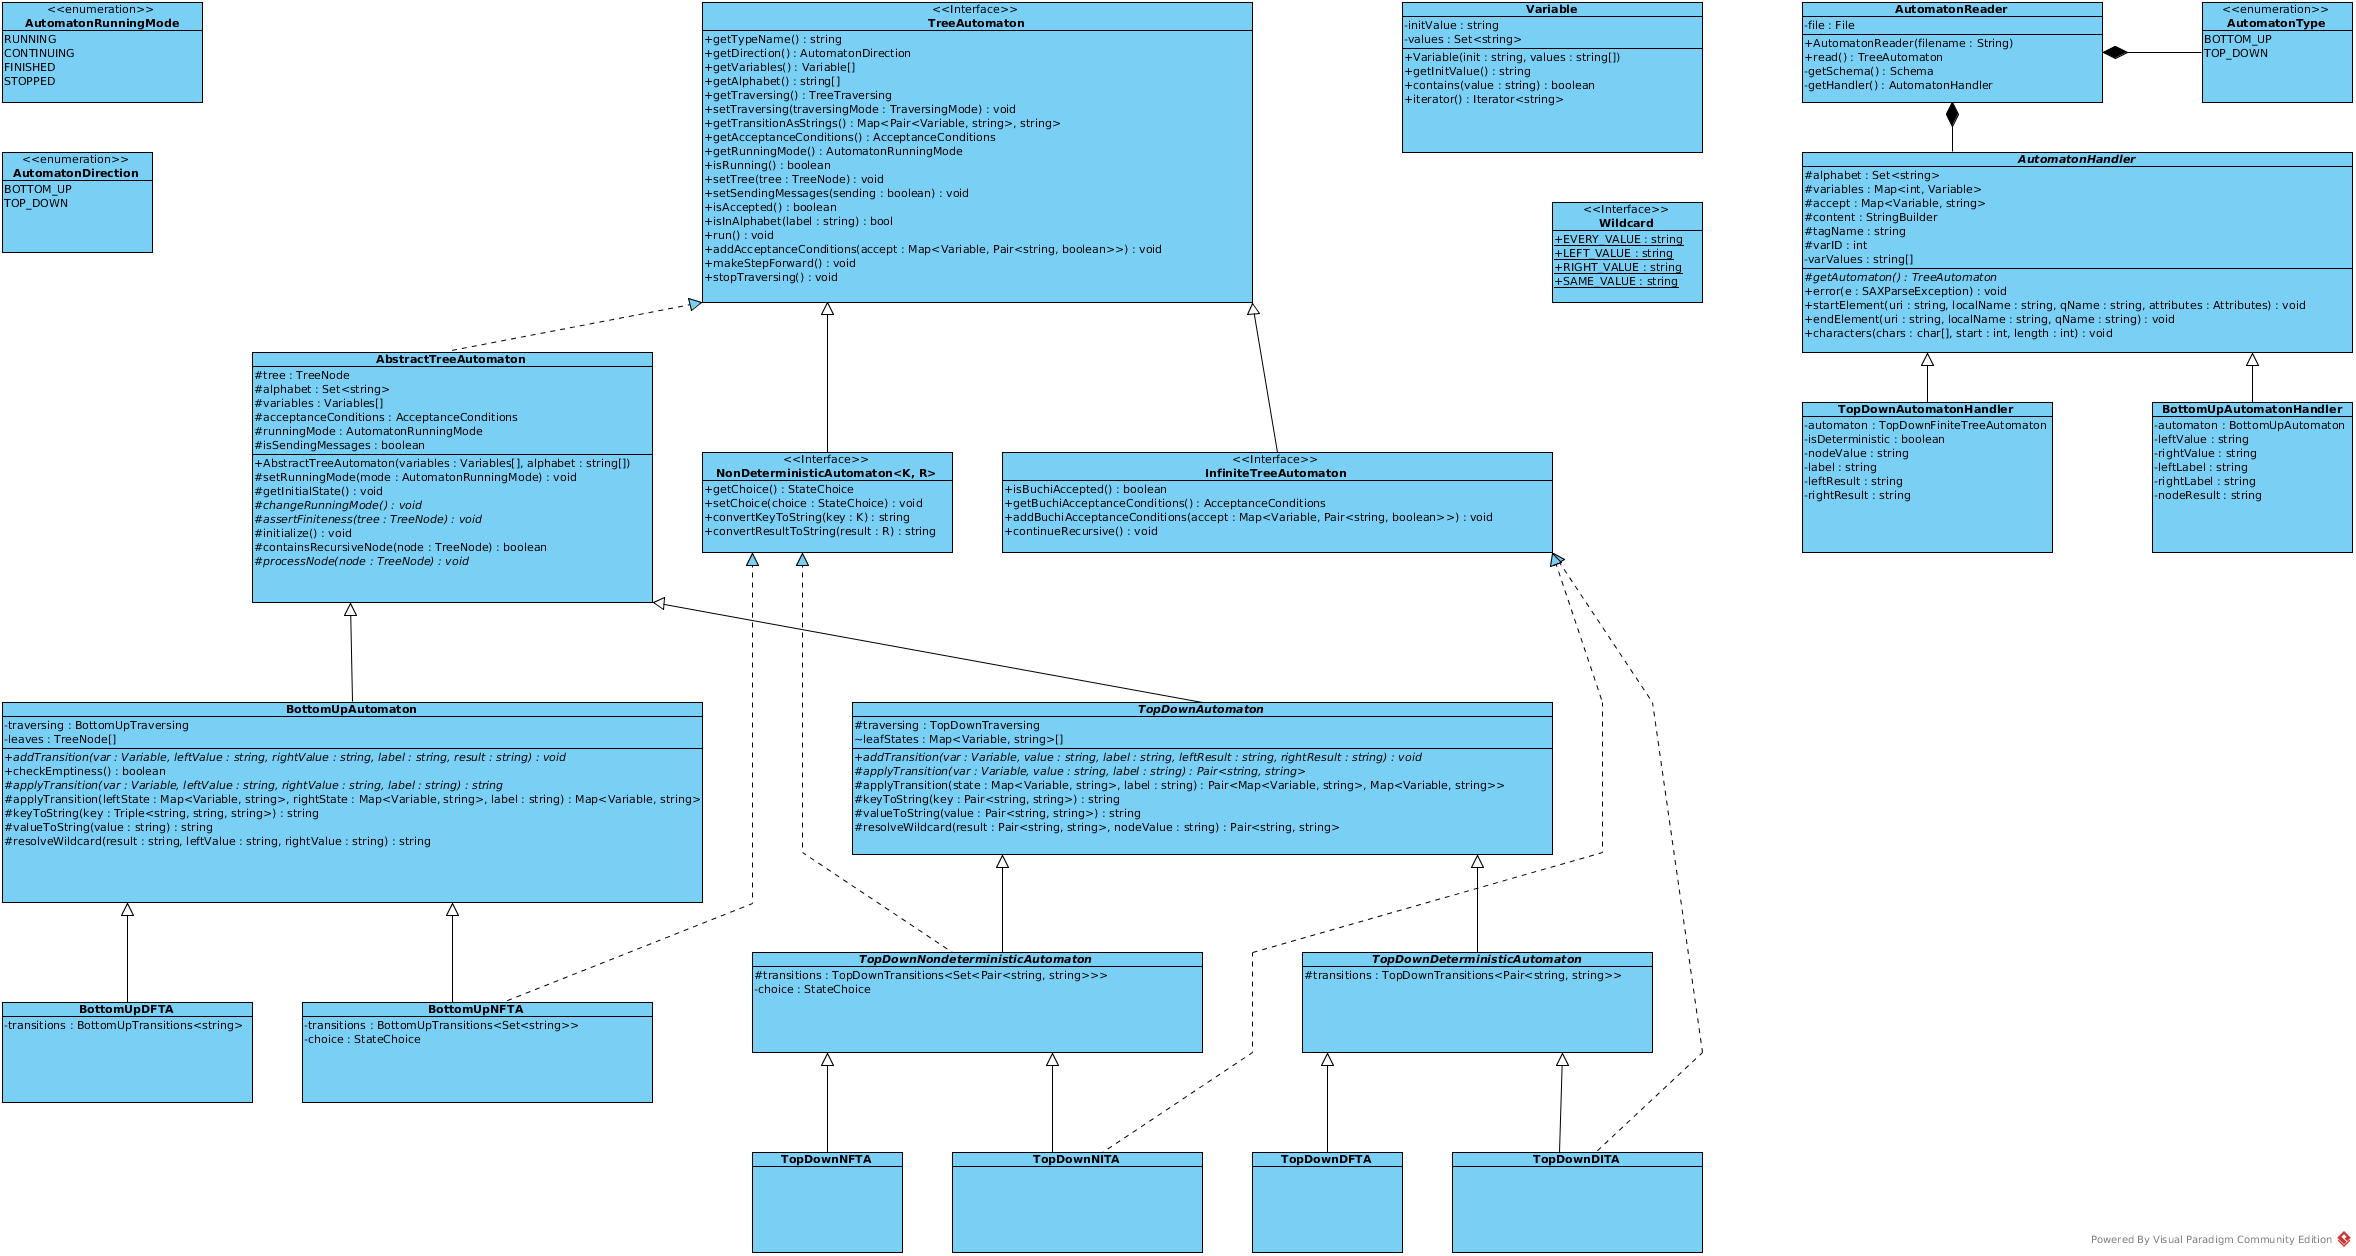 <<enumeration>>
AutomatonRunningMode
RUNNING
CONTINUING
FINISHED
STOPPED
<<enumeration>>
AutomatonDirection
BOTTOM_UP
TOP_DOWN
<<Interface>>
TreeAutomaton
+getTypeName() : string
+getDirection() : AutomatonDirection
+getVariables() : Variable[]
+getAlphabet() : string[]
+getTraversing() : TreeTraversing
+setTraversing(traversingMode : TraversingMode) : void
+getTransitionAsStrings() : Map<Pair<Variable, string>, string>
+getAcceptanceConditions() : AcceptanceConditions
+getRunningMode() : AutomatonRunningMode
+isRunning() : boolean
+setTree(tree : TreeNode) : void
+setSendingMessages(sending : boolean) : void
+isAccepted() : boolean
+isInAlphabet(label : string) : bool
+run() : void
+addAcceptanceConditions(accept : Map<Variable, Pair<string, boolean>>) : void
+makeStepForward() : void
+stopTraversing() : void
Variable
-initValue : string
-values : Set<string>
+Variable(init : string, values : string[])
+getInitValue() : string
+contains(value : string) : boolean
+iterator() : Iterator<string>
<<Interface>>
Wildcard
+EVERY_VALUE : string
+LEFT_VALUE : string
+RIGHT_VALUE : string
+SAME_VALUE : string
AutomatonReader
-file : File
+AutomatonReader(filename : String)
+read() : TreeAutomaton
-getSchema() : Schema
-getHandler() : AutomatonHandler
<<enumeration>>
AutomatonType
BOTTOM_UP
TOP_DOWN
AutomatonHandler
#alphabet : Set<string>
#variables : Map<int, Variable>
#accept : Map<Variable, string>
#content : StringBuilder
#tagName : string
#varID : int
-varValues : string[]
#getAutomaton() : TreeAutomaton
+error(e : SAXParseException) : void
+startElement(uri : string, localName : string, qName : string, attributes : Attributes) : void
+endElement(uri : string, localName : string, qName : string) : void
+characters(chars : char[], start : int, length : int) : void
AbstractTreeAutomaton
#tree : TreeNode
#alphabet : Set<string>
#variables : Variables[]
#acceptanceConditions : AcceptanceConditions
#runningMode : AutomatonRunningMode
#isSendingMessages : boolean
+AbstractTreeAutomaton(variables : Variables[], alphabet : string[])
#setRunningMode(mode : AutomatonRunningMode) : void
#getInitialState() : void
#changeRunningMode() : void
#assertFiniteness(tree : TreeNode) : void
#initialize() : void
#containsRecursiveNode(node : TreeNode) : boolean
#processNode(node : TreeNode) : void
<<Interface>>
NonDeterministicAutomaton<K, R>
+getChoice() : StateChoice
+setChoice(choice : StateChoice) : void
+convertKeyToString(key : K) : string
+convertResultToString(result : R) : string
<<Interface>>
InfiniteTreeAutomaton
+isBuchiAccepted() : boolean
+getBuchiAcceptanceConditions() : AcceptanceConditions
+addBuchiAcceptanceConditions(accept : Map<Variable, Pair<string, boolean>>) : void
+continueRecursive() : void
TopDownAutomatonHandler
-automaton : TopDownFiniteTreeAutomaton
-isDeterministic : boolean
-nodeValue : string
-label : string
-leftResult : string
-rightResult : string
BottomUpAutomatonHandler
-automaton : BottomUpAutomaton
-leftValue : string
-rightValue : string
-leftLabel : string
-rightLabel : string
-nodeResult : string
BottomUpAutomaton
-traversing : BottomUpTraversing
-leaves : TreeNode[]
+addTransition(var : Variable, leftValue : string, rightValue : string, label : string, result : string) : void
+checkEmptiness() : boolean
#applyTransition(var : Variable, leftValue : string, rightValue : string, label : string) : string
#applyTransition(leftState : Map<Variable, string>, rightState : Map<Variable, string>, label : string) : Map<Variable, string>
#keyToString(key : Triple<string, string, string>) : string
#valueToString(value : string) : string
#resolveWildcard(result : string, leftValue : string, rightValue : string) : string
TopDownAutomaton
#traversing : TopDownTraversing
~leafStates : Map<Variable, string>[]
+addTransition(var : Variable, value : string, label : string, leftResult : string, rightResult : string) : void
#applyTransition(var : Variable, value : string, label : string) : Pair<string, string>
#applyTransition(state : Map<Variable, string>, label : string) : Pair<Map<Variable, string>, Map<Variable, string>>
#keyToString(key : Pair<string, string>) : string
#valueToString(value : Pair<string, string>) : string
#resolveWildcard(result : Pair<string, string>, nodeValue : string) : Pair<string, string>
TopDownNondeterministicAutomaton
#transitions : TopDownTransitions<Set<Pair<string, string>>>
-choice : StateChoice
TopDownDeterministicAutomaton
#transitions : TopDownTransitions<Pair<string, string>>
BottomUpDFTA
-transitions : BottomUpTransitions<string>
BottomUpNFTA
-transitions : BottomUpTransitions<Set<string>>
-choice : StateChoice
TopDownNFTA
TopDownNITA
TopDownDFTA
TopDownDITA
Powered By Visual Paradigm Community Edition